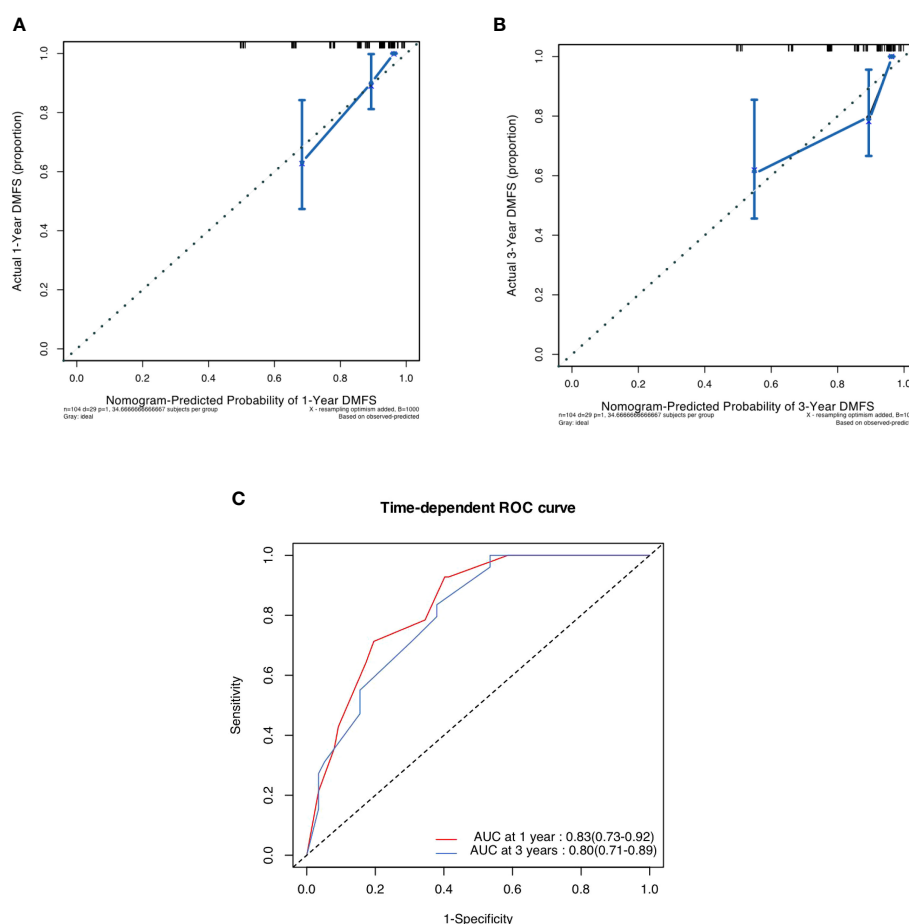 A
Actual 1-Year DMFS (proportion)
1.0
0.8
0.6
0.4
0.2
0.0
0.0 0.2 0.4 0.6 0.8 1.0
Nomogram-Predicted Probability of 1-Year DMFS
n=104 d=29 p=1, 34.6666666666667 subjects per group
Gray: ideal
X - resampling optimism added, B=1000
Based on observed-predicted
B
Actual 3-Year DMFS (proportion)
1.0
0.8
0.6
0.4
0.2
0.0
0.0 0.2 0.4 0.6 0.8 1.0
Nomogram-Predicted Probability of 3-Year DMFS
n=104 d=29 p=1, 34.6666666666667 subjects per group
Gray: ideal
X - resampling optimism added, B=10
Based on observed-predict
C
Time-dependent ROC curve
Sensitivity
1.0
0.8
0.6
0.4
0.2
0.0
AUC at 1 year : 0.83(0.73-0.92)
AUC at 3 years : 0.80(0.71-0.89)
0.0 0.2 0.4 0.6 0.8 1.0
1-Specificity